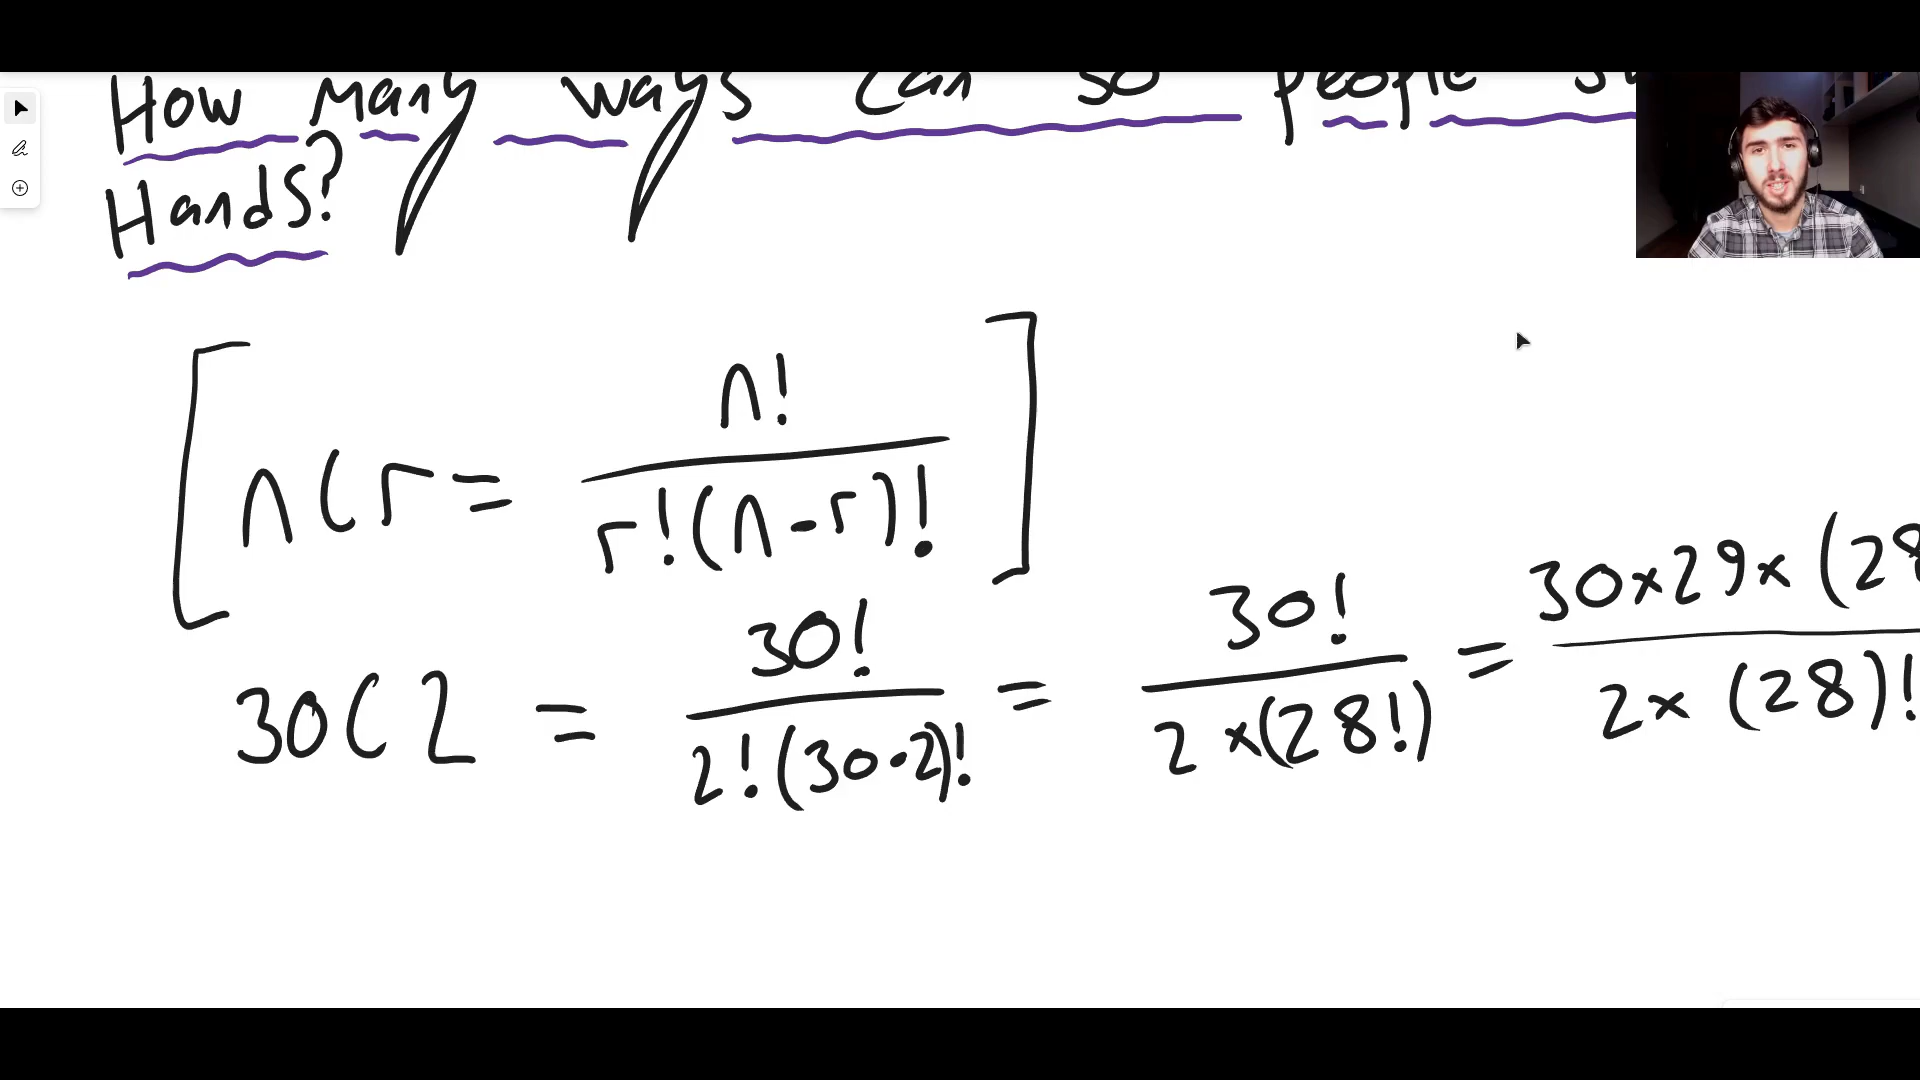 How Many ways can 30 people
Hands?
nCr = n! / r!(n-r)!
30C2 = 30! / 2!(30-2)! = 30! / 2×(28!) = 30×29×(28 / 2×(28)!